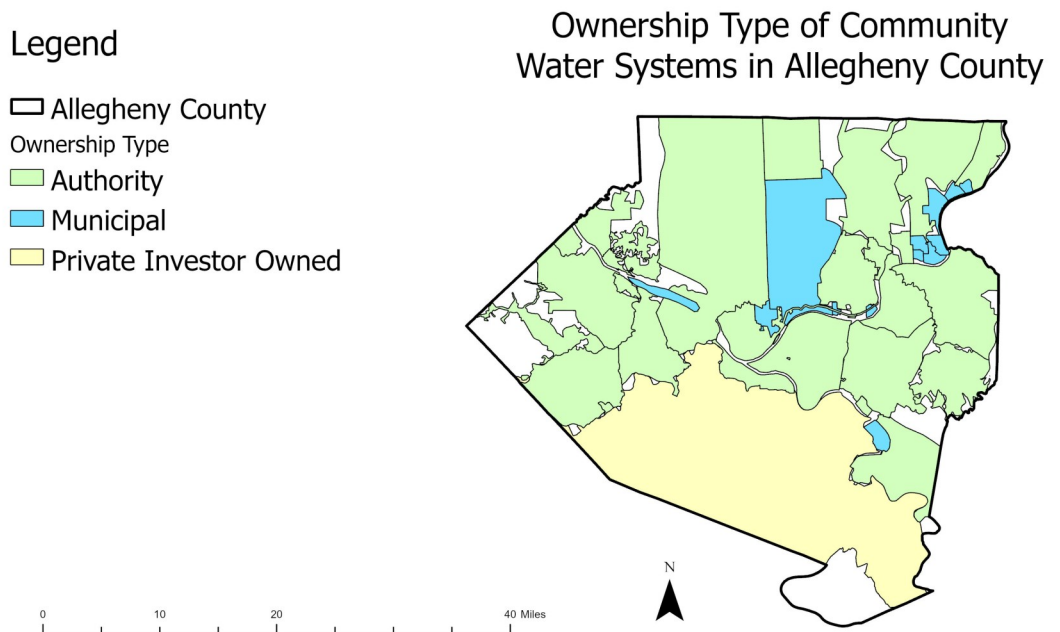 Ownership Type of Community
Water Systems in Allegheny County
Legend
Allegheny County
Ownership Type
Authority
Municipal
Private Investor Owned
N
0 10 20 40 Miles